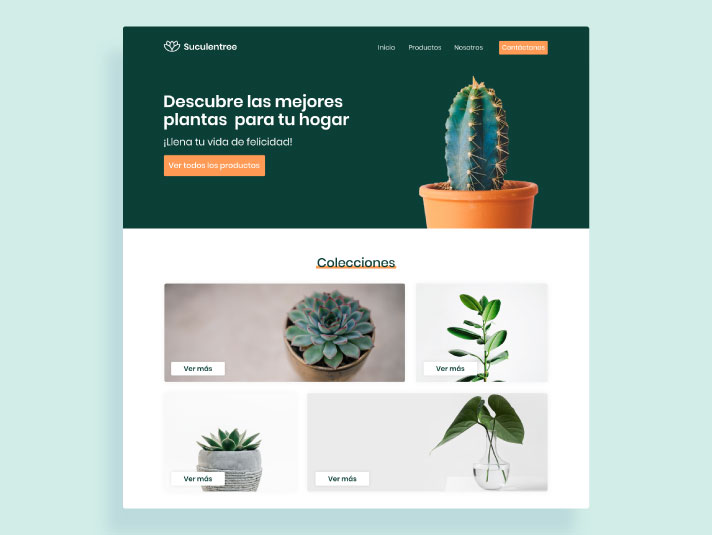 Suculentree
Inicio
Productos
Nosotros
Contáctanos
Descubre las mejores
plantas para tu hogar
¡Llena tu vida de felicidad!
Ver todos los productos
Colecciones
Ver más
Ver más
Ver más
Ver más